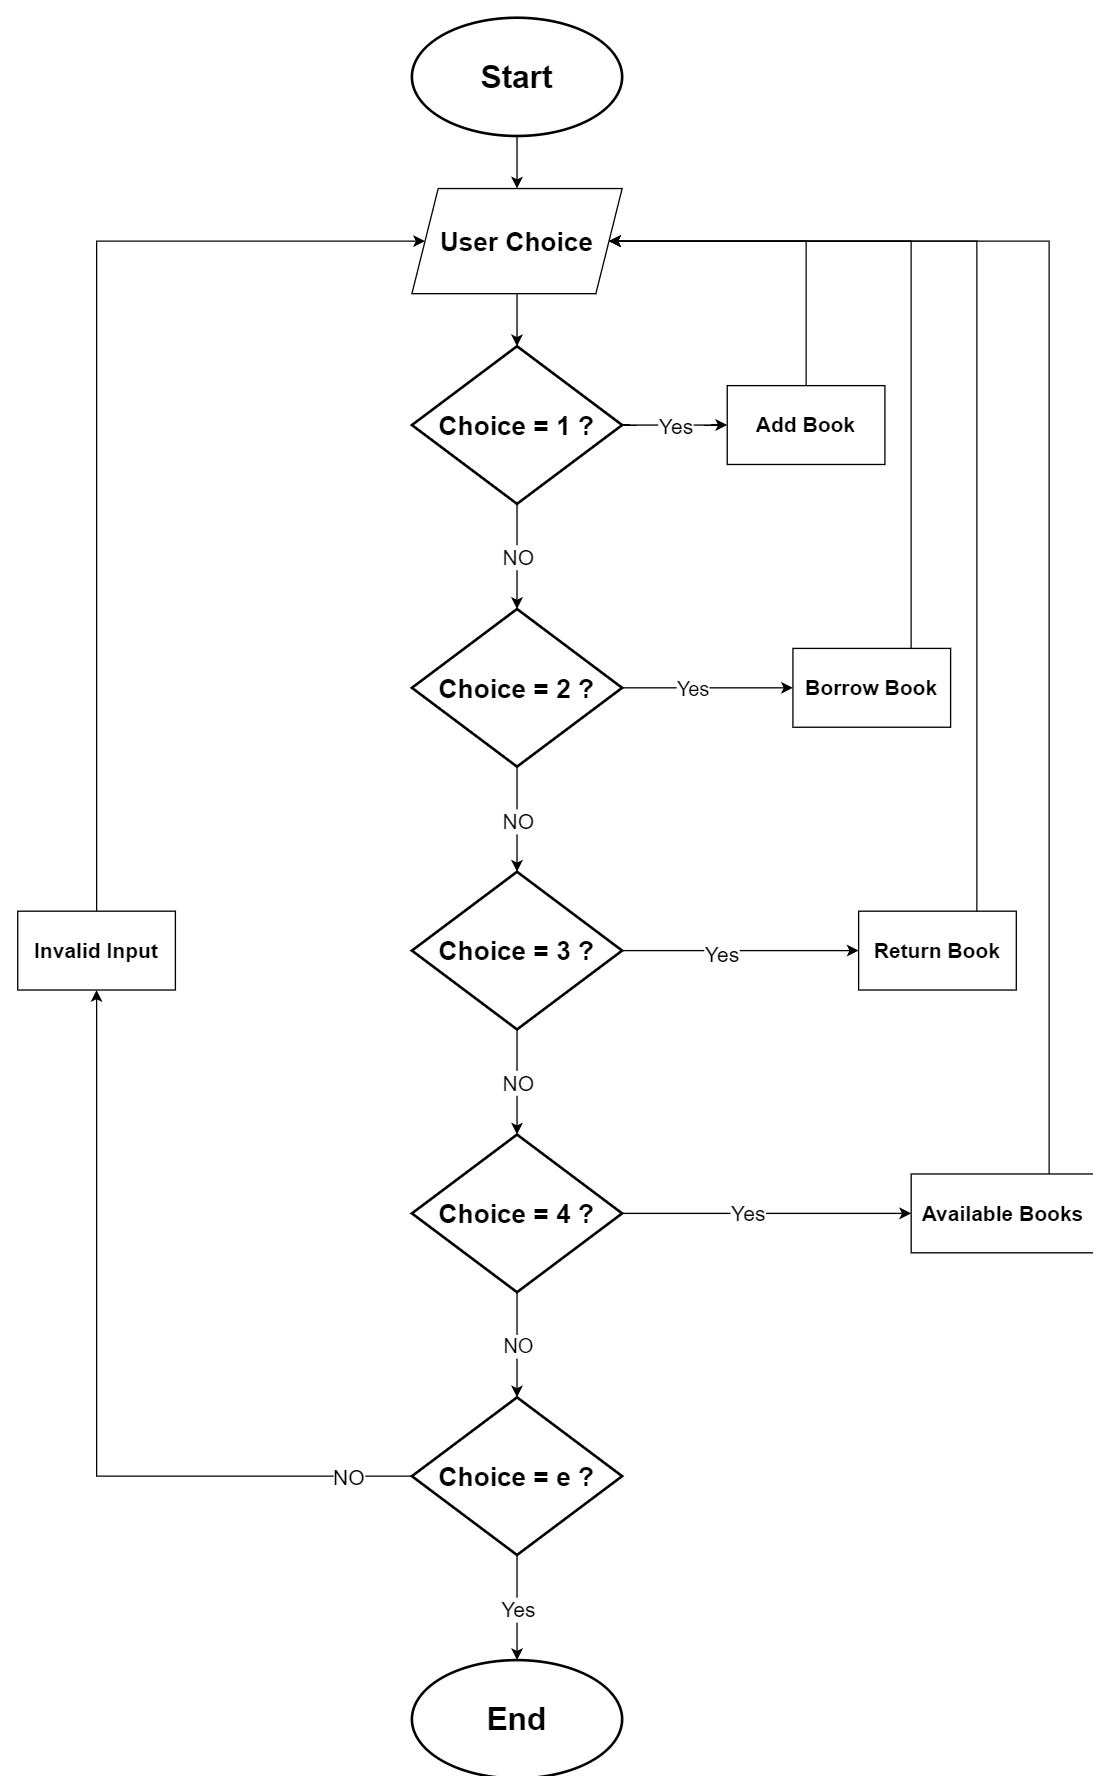 Start
User Choice
Choice = 1 ?
Yes
Add Book
NO
Choice = 2 ?
Yes
Borrow Book
NO
Choice = 3 ?
Yes
Return Book
Invalid Input
NO
Choice = 4 ?
Yes
Available Books
NO
Choice = e ?
NO
Yes
End